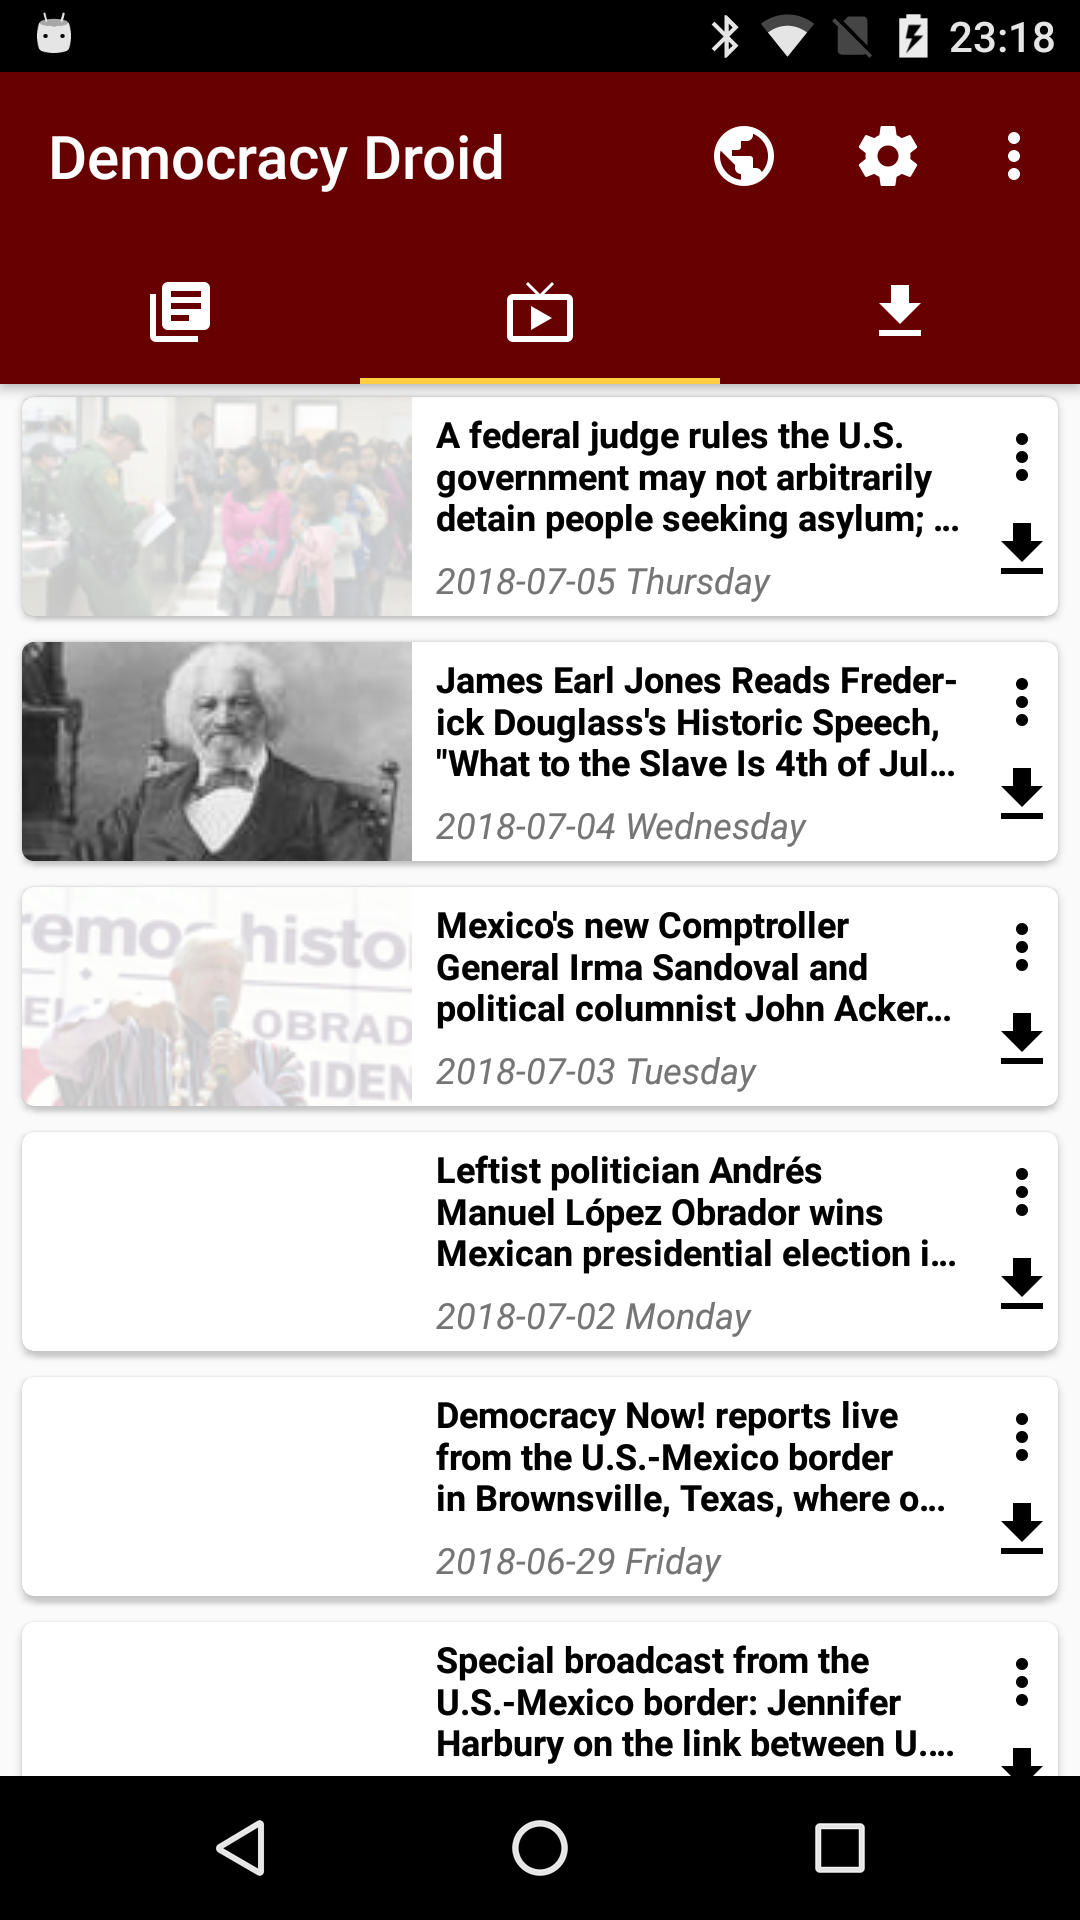 23:18
Democracy Droid
A federal judge rules the U.S.
government may not arbitrarily
detain people seeking asylum; ...
2018-07-05 Thursday
James Earl Jones Reads Freder-
ick Douglass's Historic Speech,
"What to the Slave Is 4th of Jul...
2018-07-04 Wednesday
remos histo
OBRAD
IDEN
Mexico's new Comptroller
General Irma Sandoval and
political columnist John Acker...
2018-07-03 Tuesday
Leftist politician Andrés
Manuel López Obrador wins
Mexican presidential election i...
2018-07-02 Monday
Democracy Now! reports live
from the U.S.-Mexico border
in Brownsville, Texas, where o...
2018-06-29 Friday
Special broadcast from the
U.S.-Mexico border: Jennifer
Harbury on the link between U....